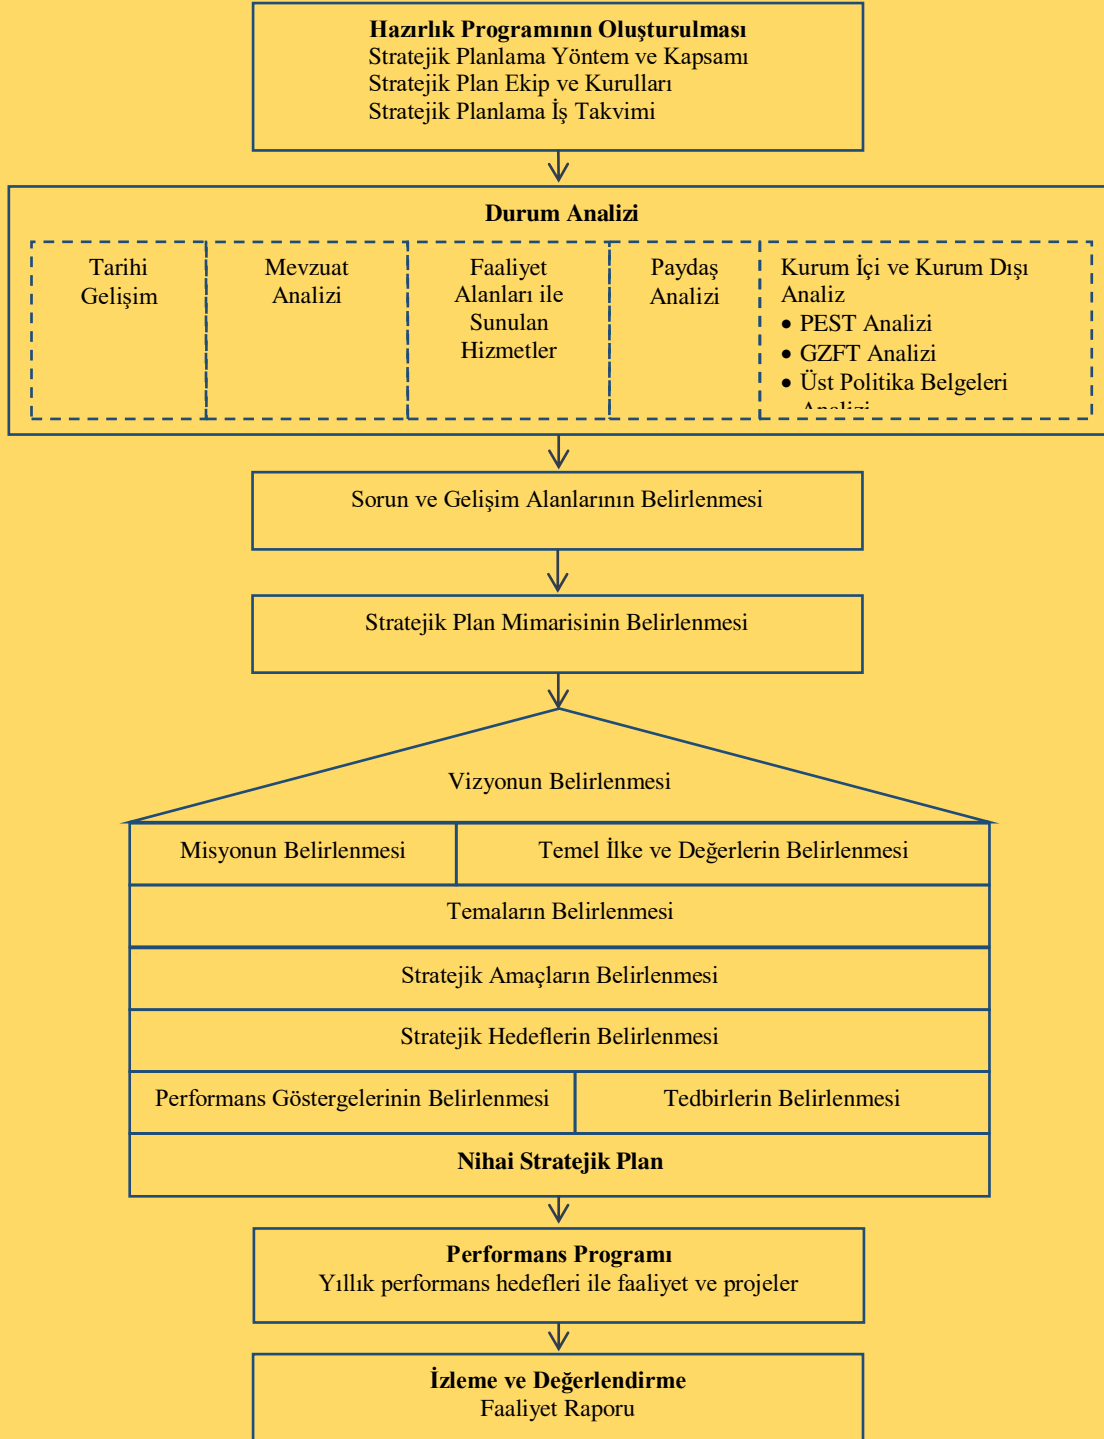 Hazırlık Programının Oluşturulması
Stratejik Planlama Yöntem ve Kapsamı
Stratejik Plan Ekip ve Kurulları
Stratejik Planlama İş Takvimi
Durum Analizi
Tarihi
Gelişim
Mevzuat
Analizi
Faaliyet
Alanları ile
Sunulan
Hizmetler
Paydaş
Analizi
Kurum İçi ve Kurum Dışı
Analiz
• PEST Analizi
• GZFT Analizi
• Üst Politika Belgeleri
Analizi
Sorun ve Gelişim Alanlarının Belirlenmesi
Stratejik Plan Mimarisinin Belirlenmesi
Vizyonun Belirlenmesi
Misyonun Belirlenmesi
Temel İlke ve Değerlerin Belirlenmesi
Temaların Belirlenmesi
Stratejik Amaçların Belirlenmesi
Stratejik Hedeflerin Belirlenmesi
Performans Göstergelerinin Belirlenmesi
Tedbirlerin Belirlenmesi
Nihai Stratejik Plan
Performans Programı
Yıllık performans hedefleri ile faaliyet ve projeler
İzleme ve Değerlendirme
Faaliyet Raporu